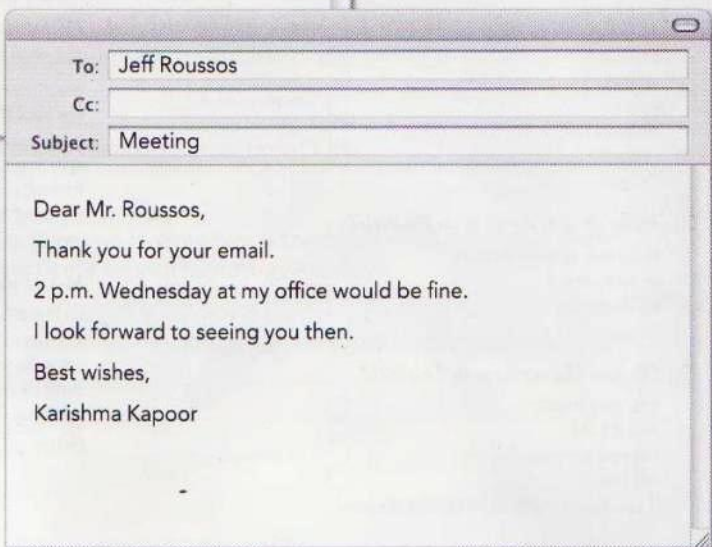 To: Jeff Roussos
Cc:
Subject: Meeting
Dear Mr. Roussos,
Thank you for your email.
2 p.m. Wednesday at my office would be fine.
I look forward to seeing you then.
Best wishes,
Karishma Kapoor